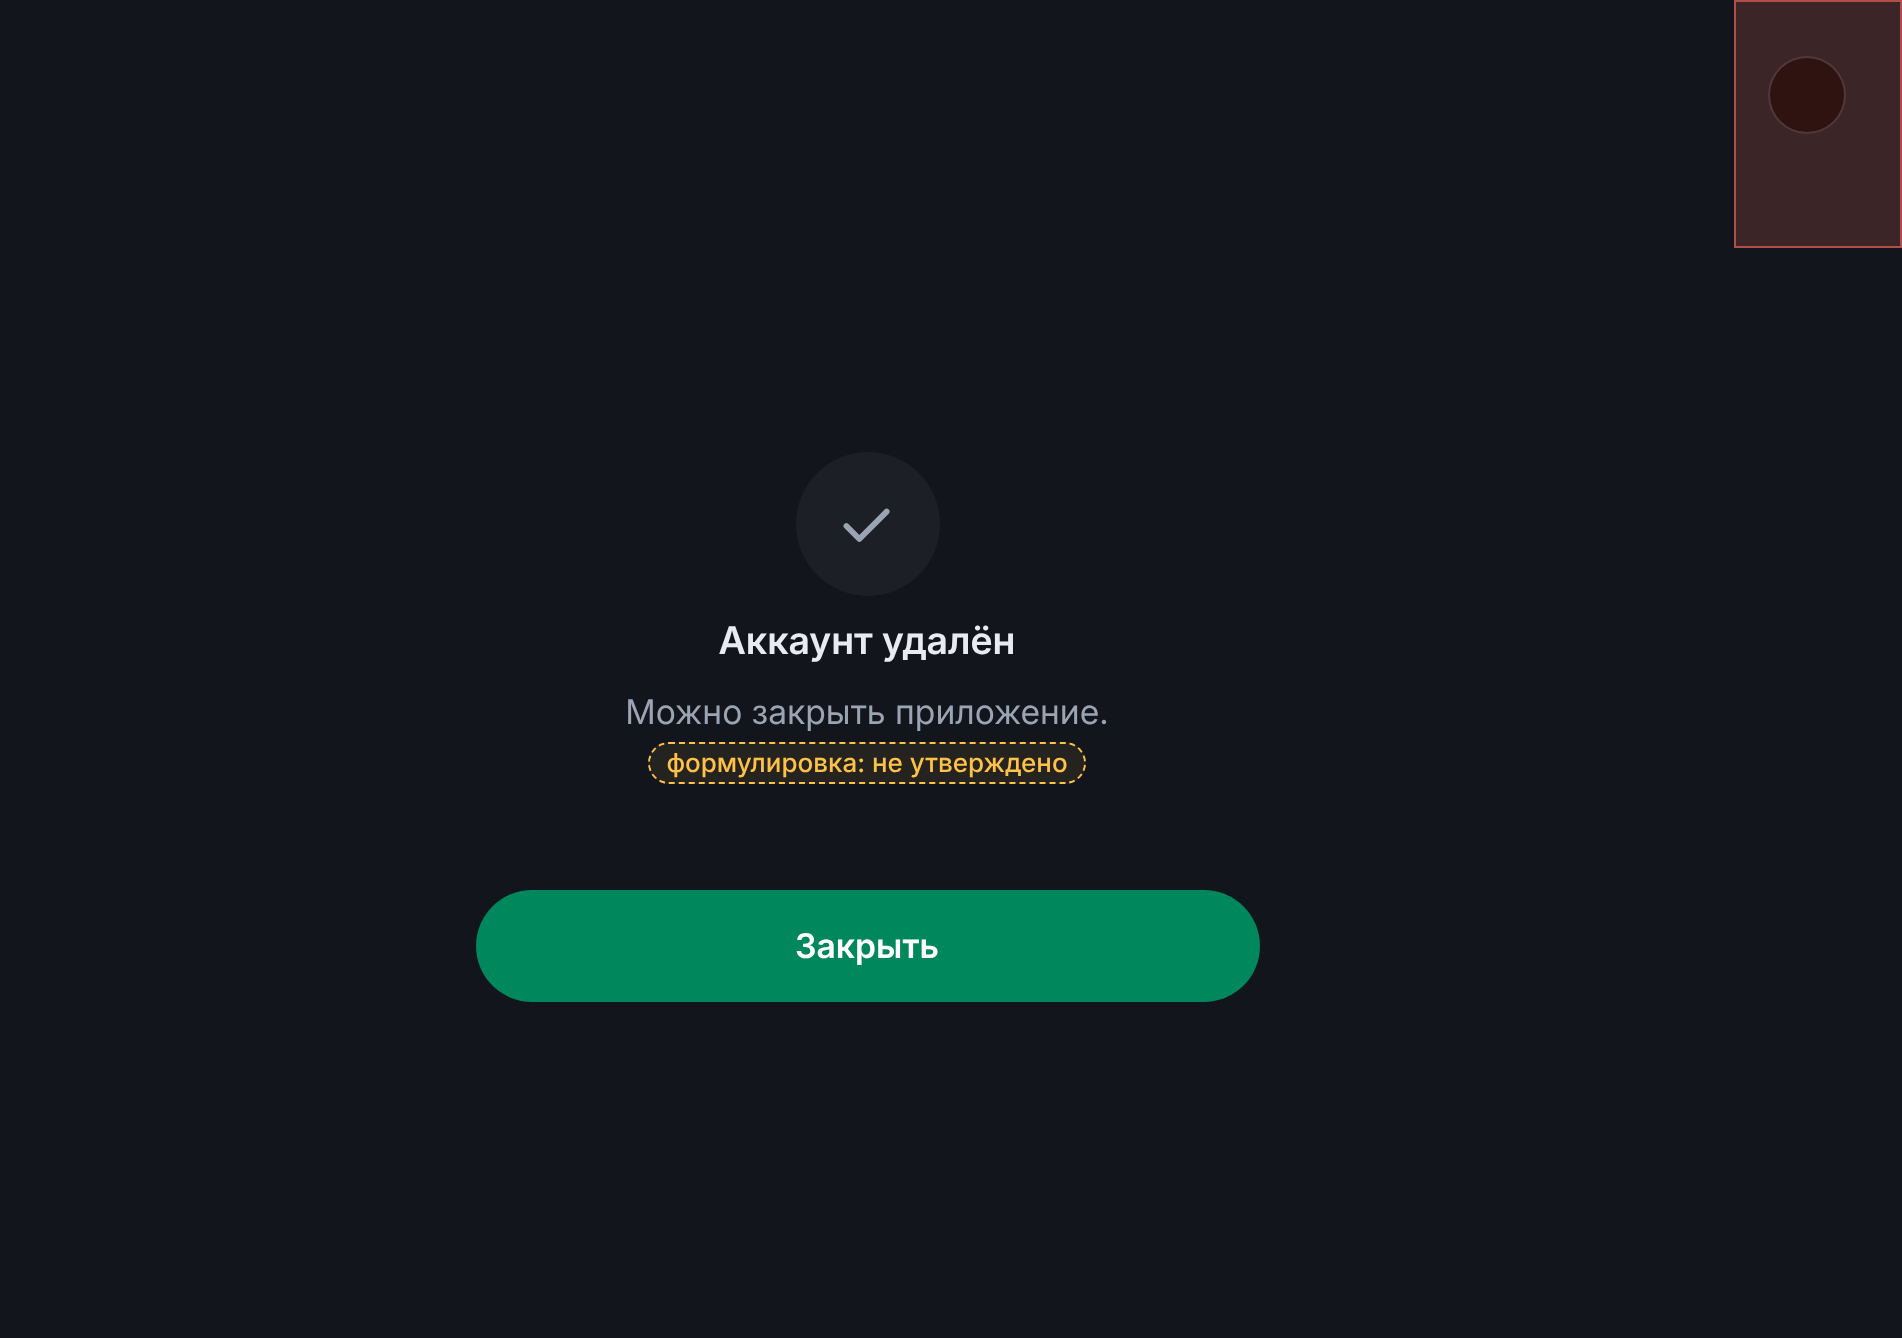 Аккаунт удалён
Можно закрыть приложение.
формулировка: не утверждено
Закрыть